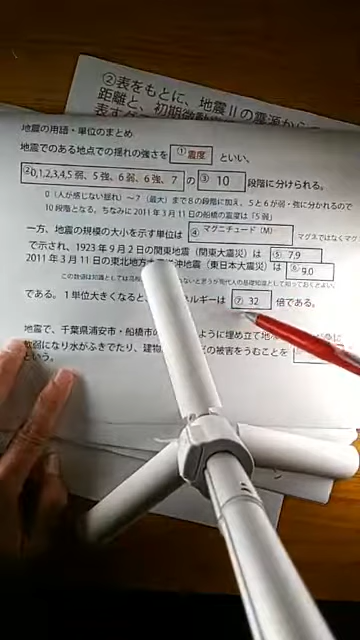 ②表をもとに、地震Ⅱの震源から
距離と、初期微動
表すグ
地震の用語・単位のまとめ
地震でのある地点での揺れの強さを ①震度 といい、
②0,1,2,3,4,5弱、5強、6弱、6強、7 の ③ 10 段階に分けられる。
0（人が感じない揺れ）～7（最大）まで8の段階に加え、5と6が弱・強に分かれるので
10段階となる。ちなみに2011年3月11日の船橋の震度は「5弱」
一方、地震の規模の大小を示す単位は ④ マグニチュード（M） マグネではなくマグ
で示され、1923年9月2日の関東地震（関東大震災）は ⑤ 7.9
2011年3月11日の東北地方 沖地震（東日本大震災）は ⑥ 9.0
である。1単位大きくなると、 ネルギーは ⑦ 32 倍である。
地震で、千葉県浦安市・船橋市の ように埋め立て地
軟弱になり水がふきでたり、建物 の被害をうむことを
という。